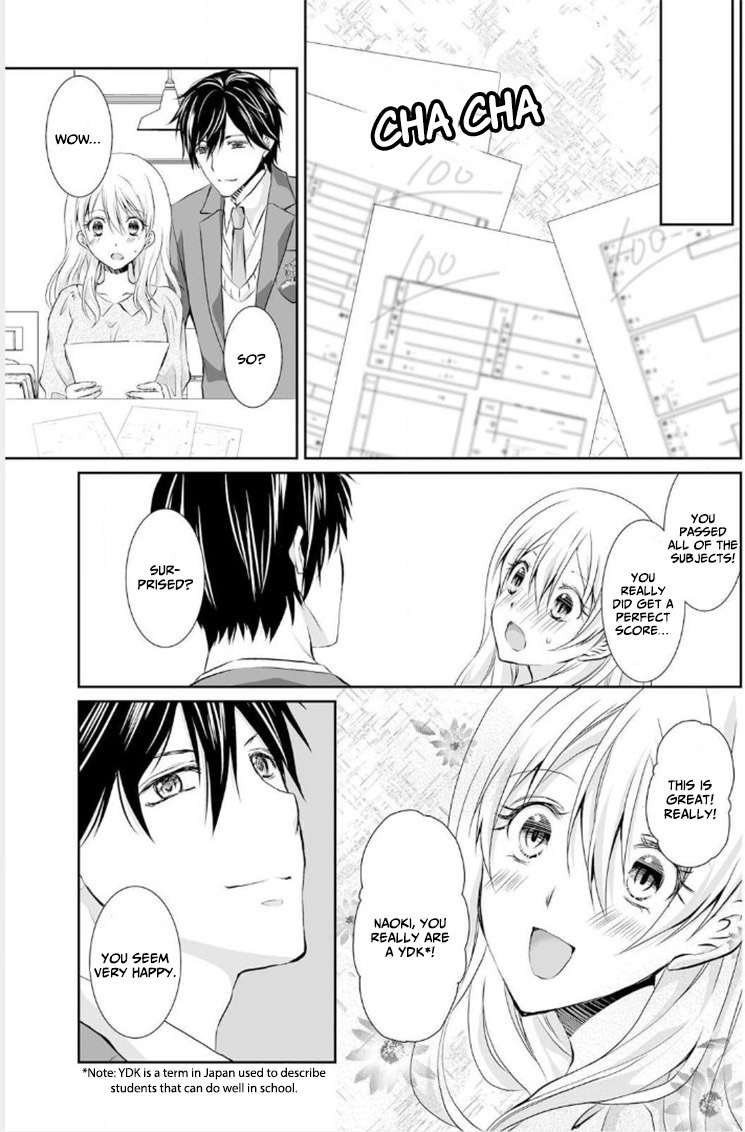 CHA CHA
100
100
100
WOW...
SO?
YOU
PASSED
ALL OF THE
SUBJECTS!
YOU
REALLY
DID GET A
PERFECT
SCORE...
SUR-
PRISED?
THIS IS
GREAT!
REALLY!
NAOKI, YOU
REALLY ARE
A YDK*!
YOU SEEM
VERY HAPPY.
*Note: YDK is a term in Japan used to describe
students that can do well in school.